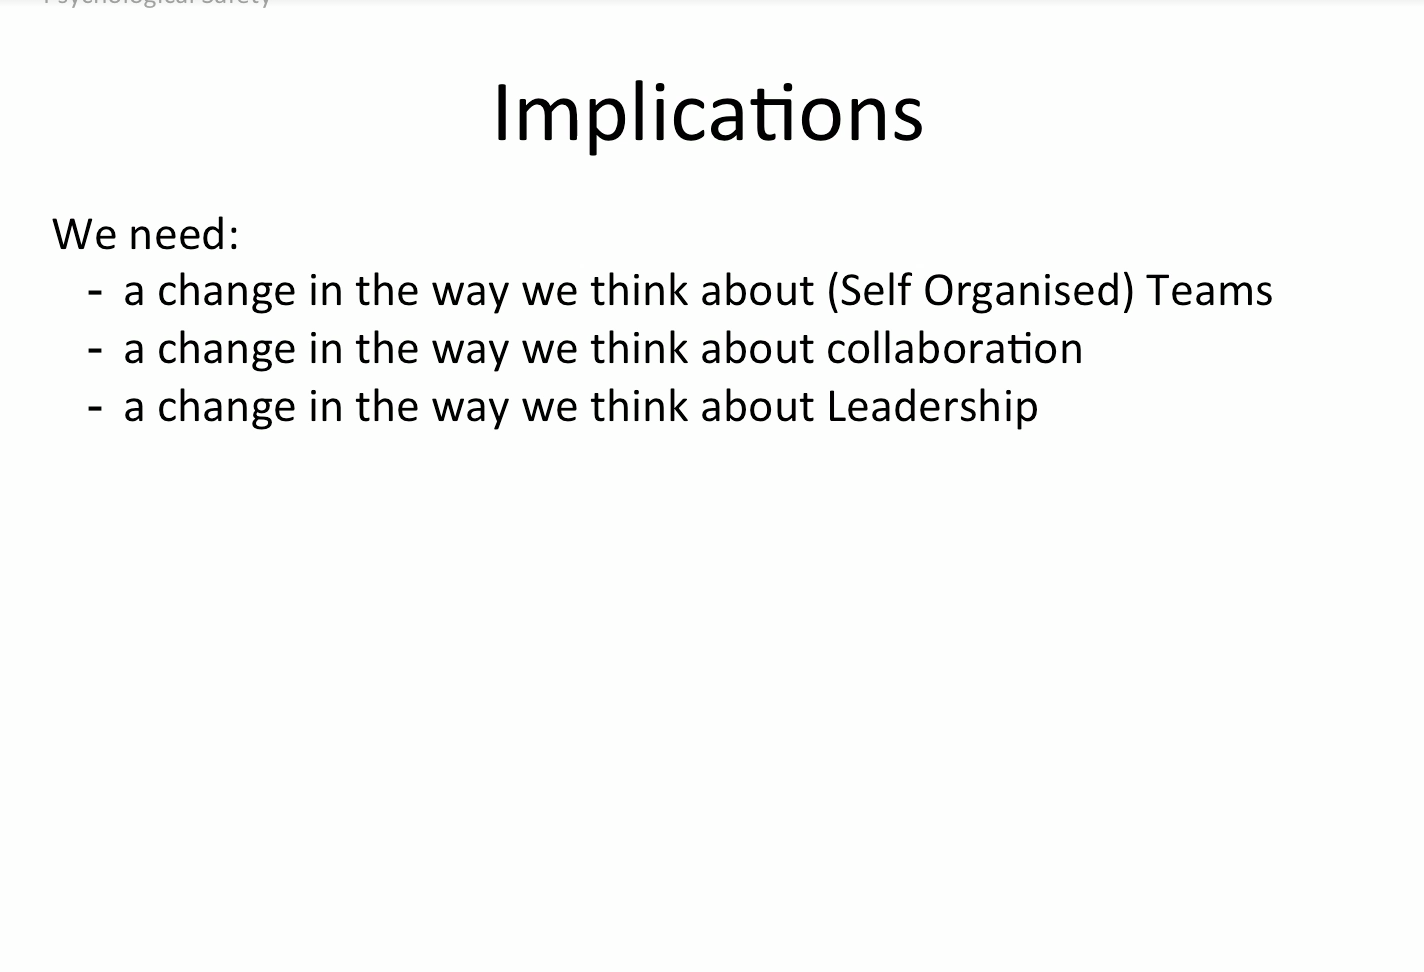 Psychological Safety
Implications
We need:
- a change in the way we think about (Self Organised) Teams
- a change in the way we think about collaboration
- a change in the way we think about Leadership